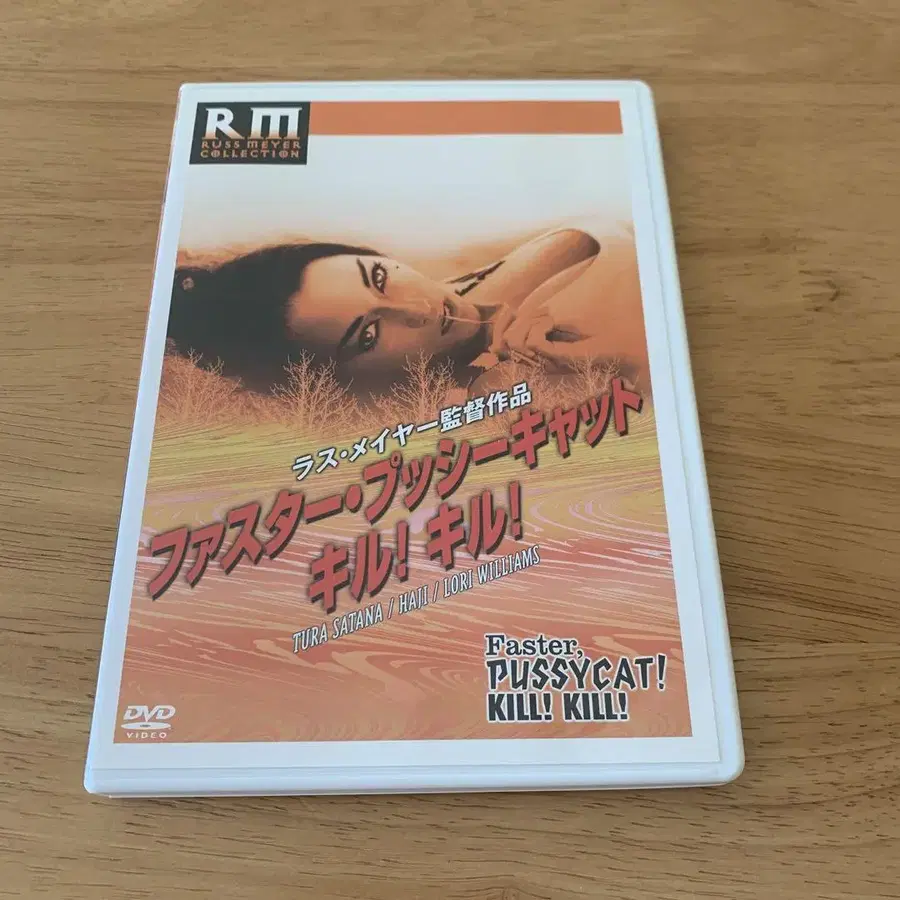 RM
RUSS MEYER
COLLECTION
ラス・メイヤー監督作品
ファスター・プッシーキャット
キル! キル!
TURA SATANA / HAJI / LORI WILLIAMS
Faster,
PUSSYCAT!
KILL! KILL!
DVD
VIDEO